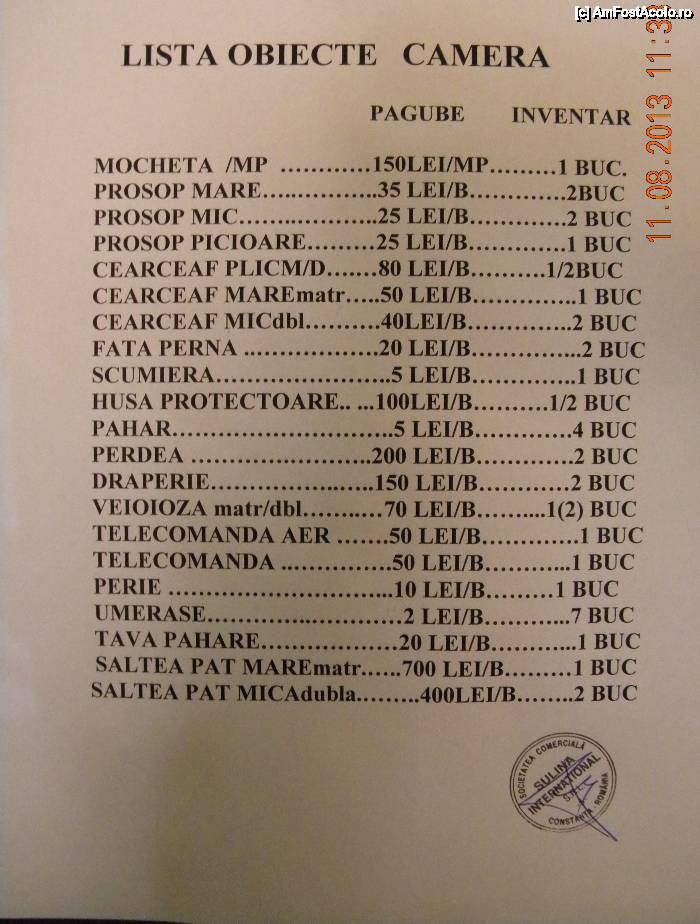 [c] AmFostAcolo.ro
11.08.2013 11:38
LISTA OBIECTE CAMERA
PAGUBE INVENTAR
MOCHETA /MP …………150LEI/MP………1 BUC.
PROSOP MARE…..………..35 LEI/B………….2BUC
PROSOP MIC……..………..25 LEI/B………….2 BUC
PROSOP PICIOARE………25 LEI/B………….1 BUC
CEARCEAF PLICM/D…….80 LEI/B………..1/2BUC
CEARCEAF MAREmatr…..50 LEI/B…………..1 BUC
CEARCEAF MICdbl……….40LEI/B………….2 BUC
FATA PERNA ..………………20 LEI/B…………...2 BUC
SCUMIERA……………………..5 LEI/B…………..1 BUC
HUSA PROTECTOARE.. ...100LEI/B……….1/2 BUC
PAHAR………………………….5 LEI/B………….4 BUC
PERDEA ……………………..200 LEI/B………….2 BUC
DRAPERIE……………..…..150 LEI/B………….2 BUC
VEIOIOZA matr/dbl…….….70 LEI/B……....1(2) BUC
TELECOMANDA AER …….50 LEI/B………….1 BUC
TELECOMANDA ..………….50 LEI/B………...1 BUC
PERIE …………………………...10 LEI/B………1 BUC
UMERASE…………..…………..2 LEI/B………...7 BUC
TAVA PAHARE………………20 LEI/B………...1 BUC
SALTEA PAT MAREmatr…...700 LEI/B………1 BUC
SALTEA PAT MICAdubla………400LEI/B……..2 BUC
SOCIETATEA COMERCIALĂ
SULINA
INTERNATIONAL
S.R.L.
CONSTANTA - ROMÂNIA